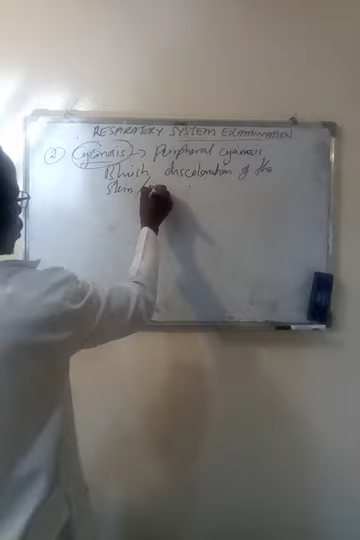 RESPIRATORY SYSTEM EXAMINATION
② Cyanosis → Peripheral cyanosis
Bluish discoloration of the
Skin /